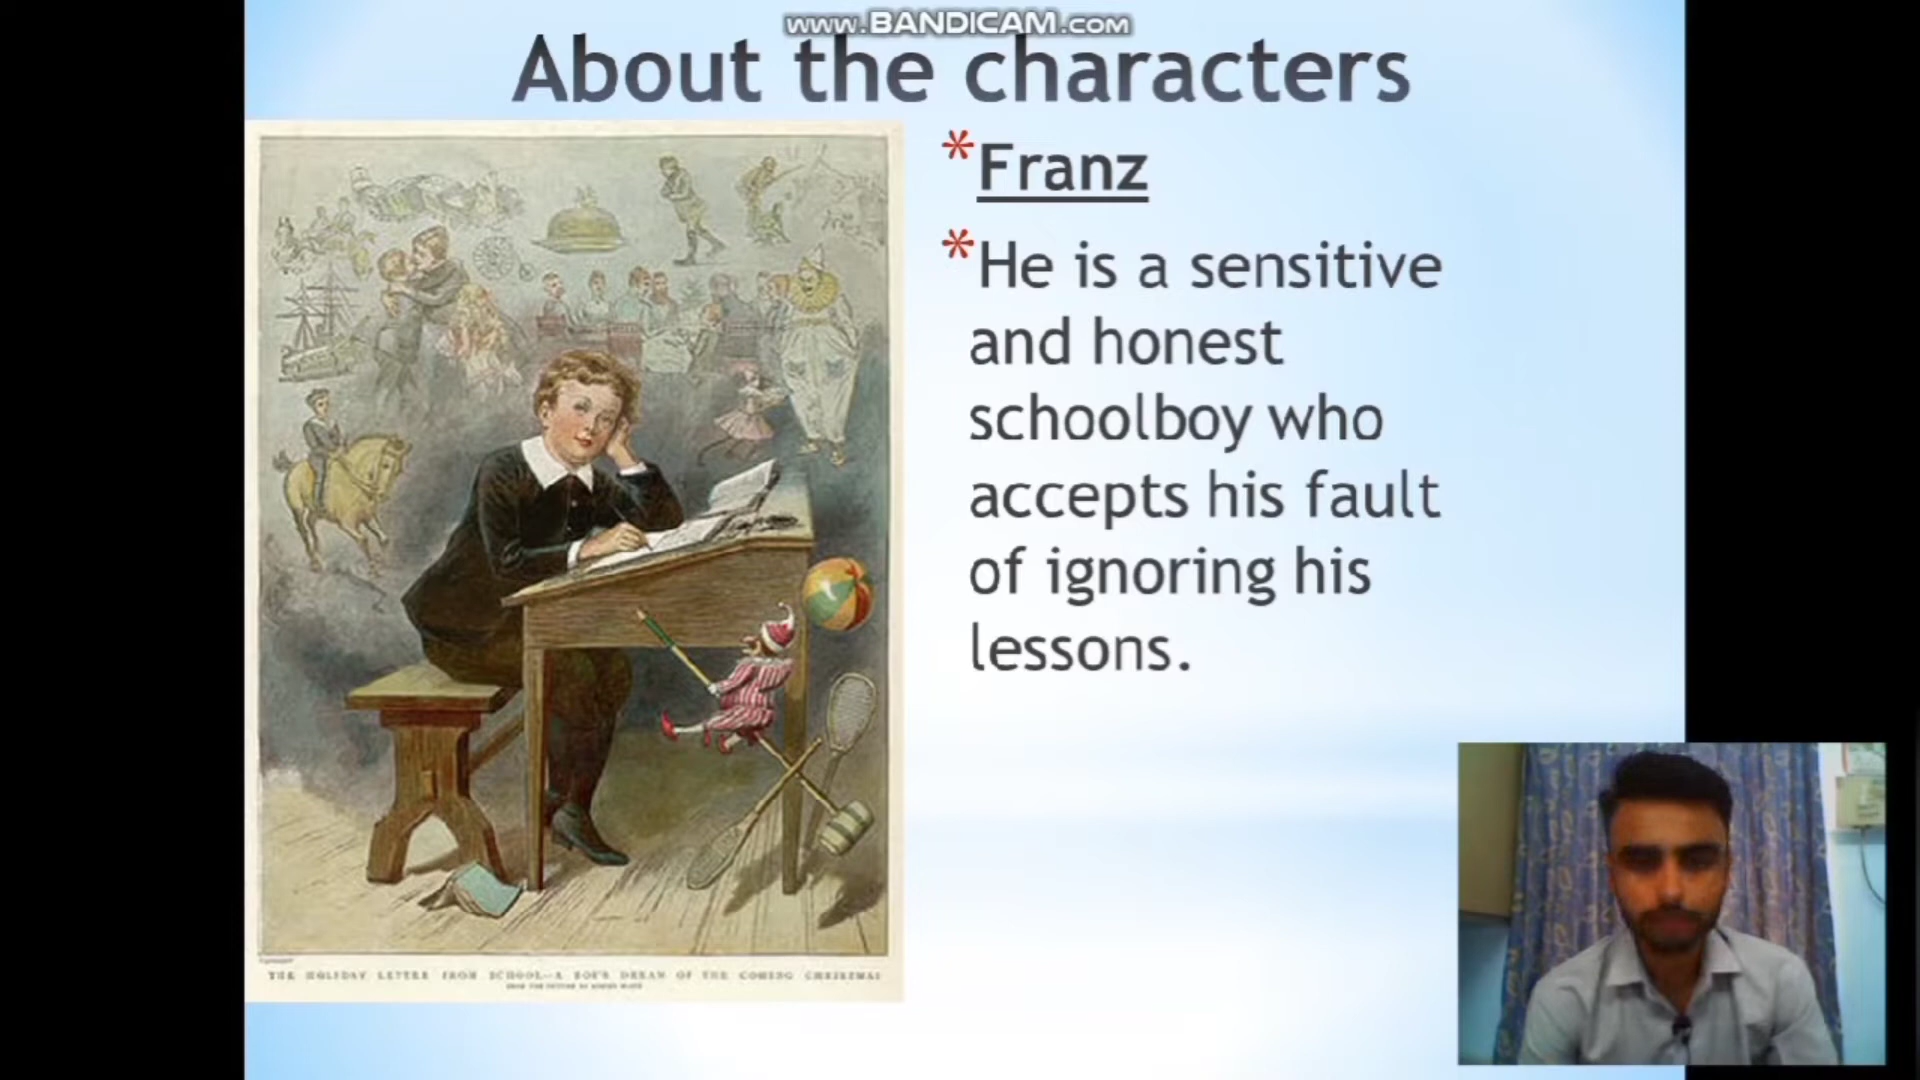 www.BANDICAM.com
About the characters
*Franz
*He is a sensitive
and honest
schoolboy who
accepts his fault
of ignoring his
lessons.
THE HOLIDAY LETTER FROM SCHOOL—A BOY'S DREAM OF THE COMING CHRISTMAS